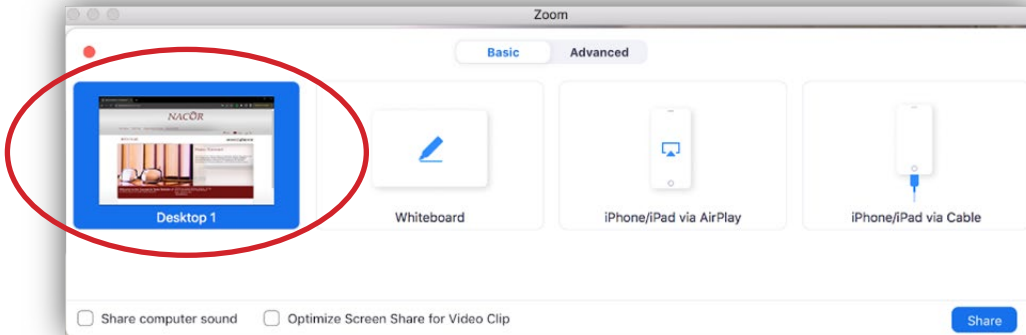 Zoom
Basic Advanced
NACOR
Desktop 1
Whiteboard
iPhone/iPad via AirPlay
iPhone/iPad via Cable
Share computer sound
Optimize Screen Share for Video Clip
Share